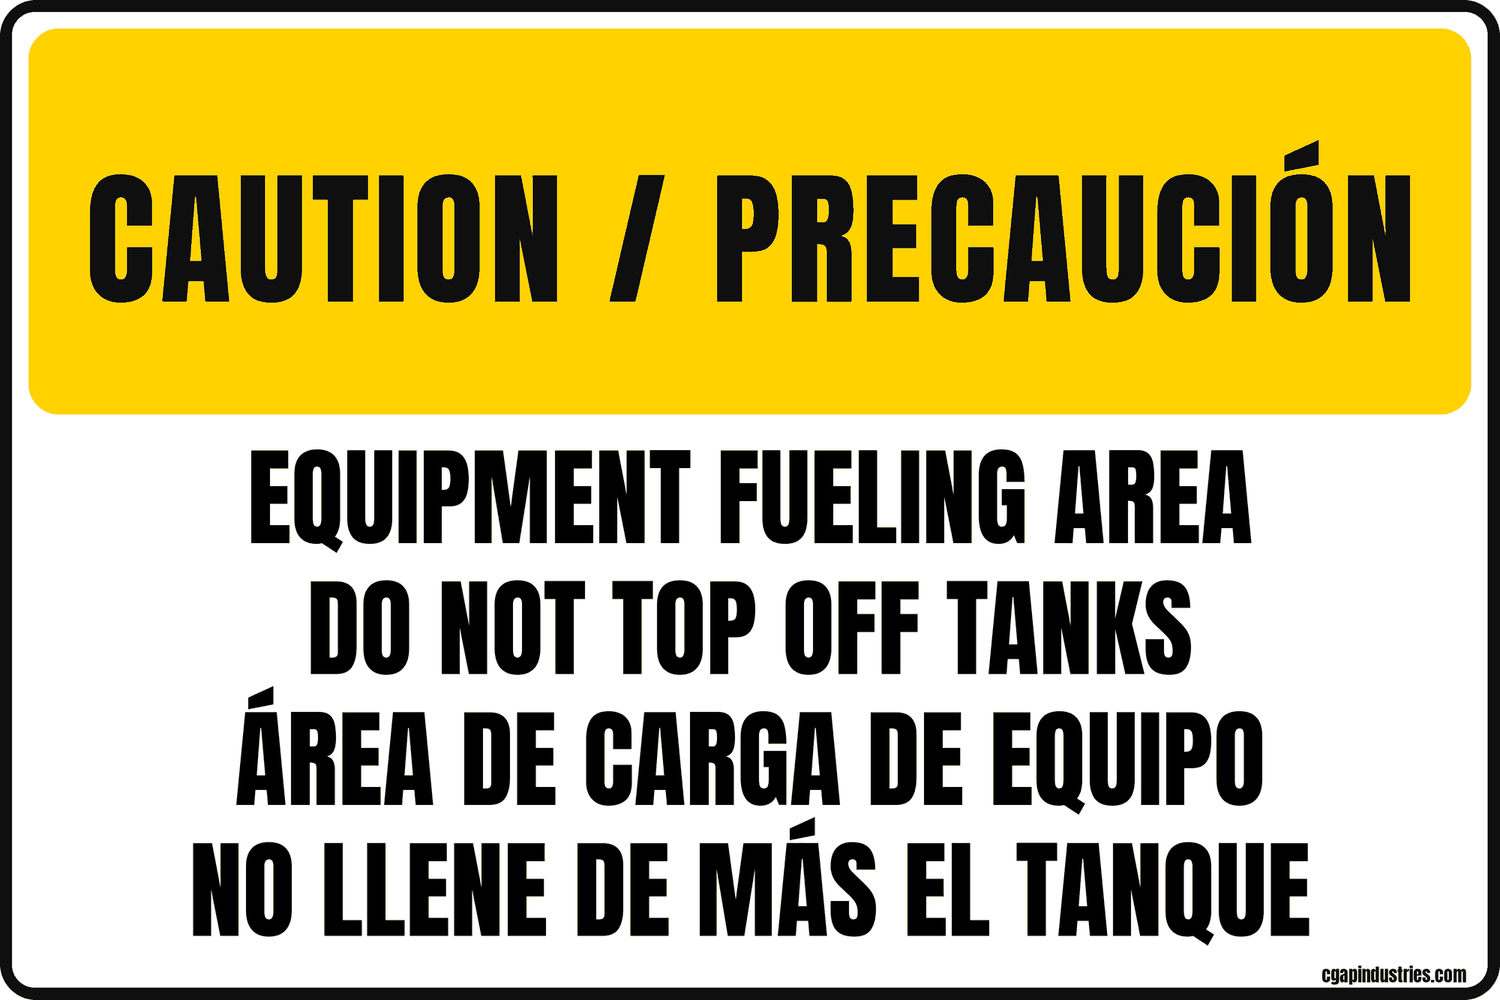 CAUTION / PRECAUCIÓN
EQUIPMENT FUELING AREA
DO NOT TOP OFF TANKS
ÁREA DE CARGA DE EQUIPO
NO LLENE DE MÁS EL TANQUE
cgapindustries.com